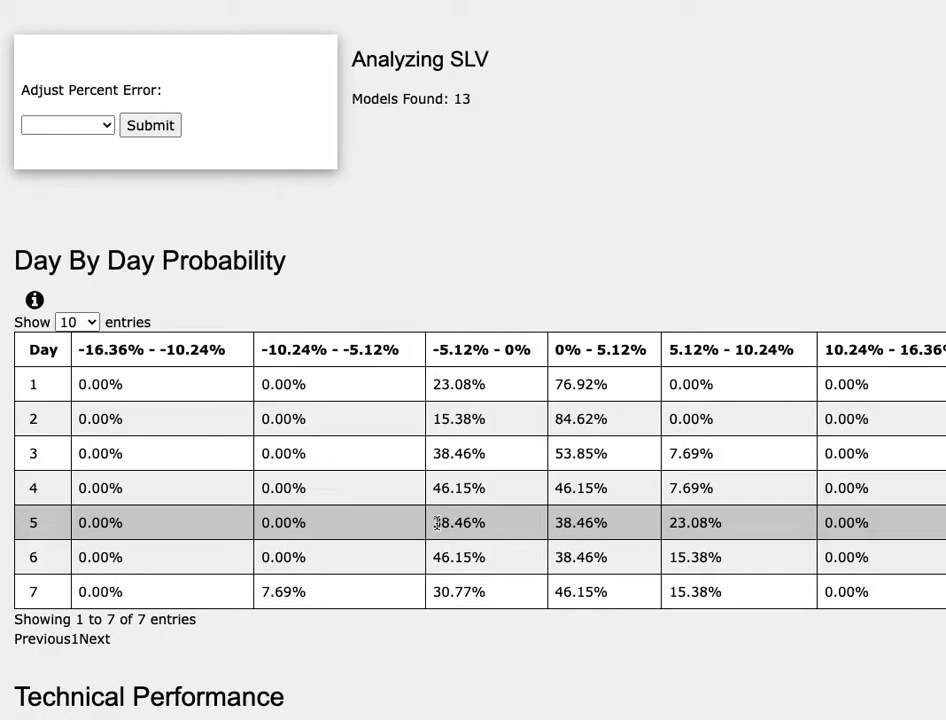 Analyzing SLV
Adjust Percent Error:
Models Found: 13
Submit
Day By Day Probability
Show 10 entries
Day -16.36% - -10.24% -10.24% - -5.12% -5.12% - 0% 0% - 5.12% 5.12% - 10.24% 10.24% - 16.36%
1 0.00% 0.00% 23.08% 76.92% 0.00% 0.00%
2 0.00% 0.00% 15.38% 84.62% 0.00% 0.00%
3 0.00% 0.00% 38.46% 53.85% 7.69% 0.00%
4 0.00% 0.00% 46.15% 46.15% 7.69% 0.00%
5 0.00% 0.00% 38.46% 38.46% 23.08% 0.00%
6 0.00% 0.00% 46.15% 38.46% 15.38% 0.00%
7 0.00% 7.69% 30.77% 46.15% 15.38% 0.00%
Showing 1 to 7 of 7 entries
Previous1Next
Technical Performance